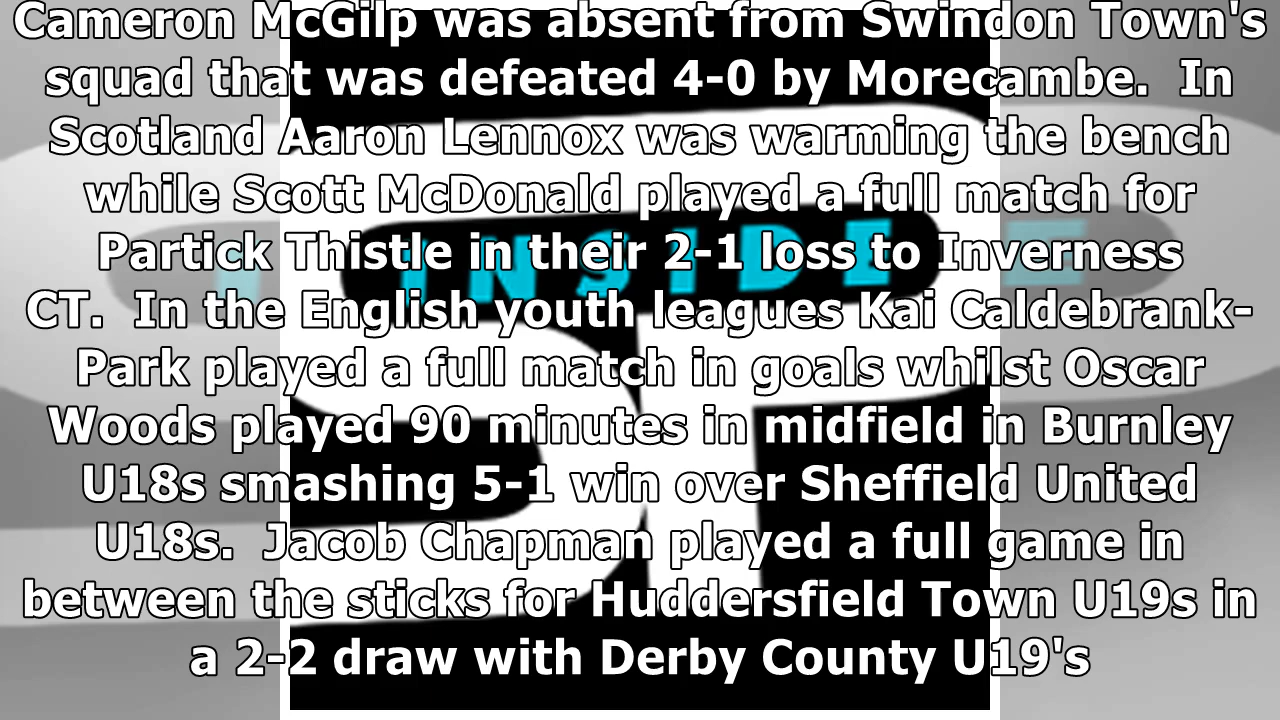 Cameron McGilp was absent from Swindon Town's
squad that was defeated 4-0 by Morecambe.  In
Scotland Aaron Lennox was warming the bench
while Scott McDonald played a full match for
Partick Thistle in their 2-1 loss to Inverness
CT.  In the English youth leagues Kai Caldebrank-
Park played a full match in goals whilst Oscar
Woods played 90 minutes in midfield in Burnley
U18s smashing 5-1 win over Sheffield United
U18s.  Jacob Chapman played a full game in
between the sticks for Huddersfield Town U19s in
a 2-2 draw with Derby County U19's
INSIDE